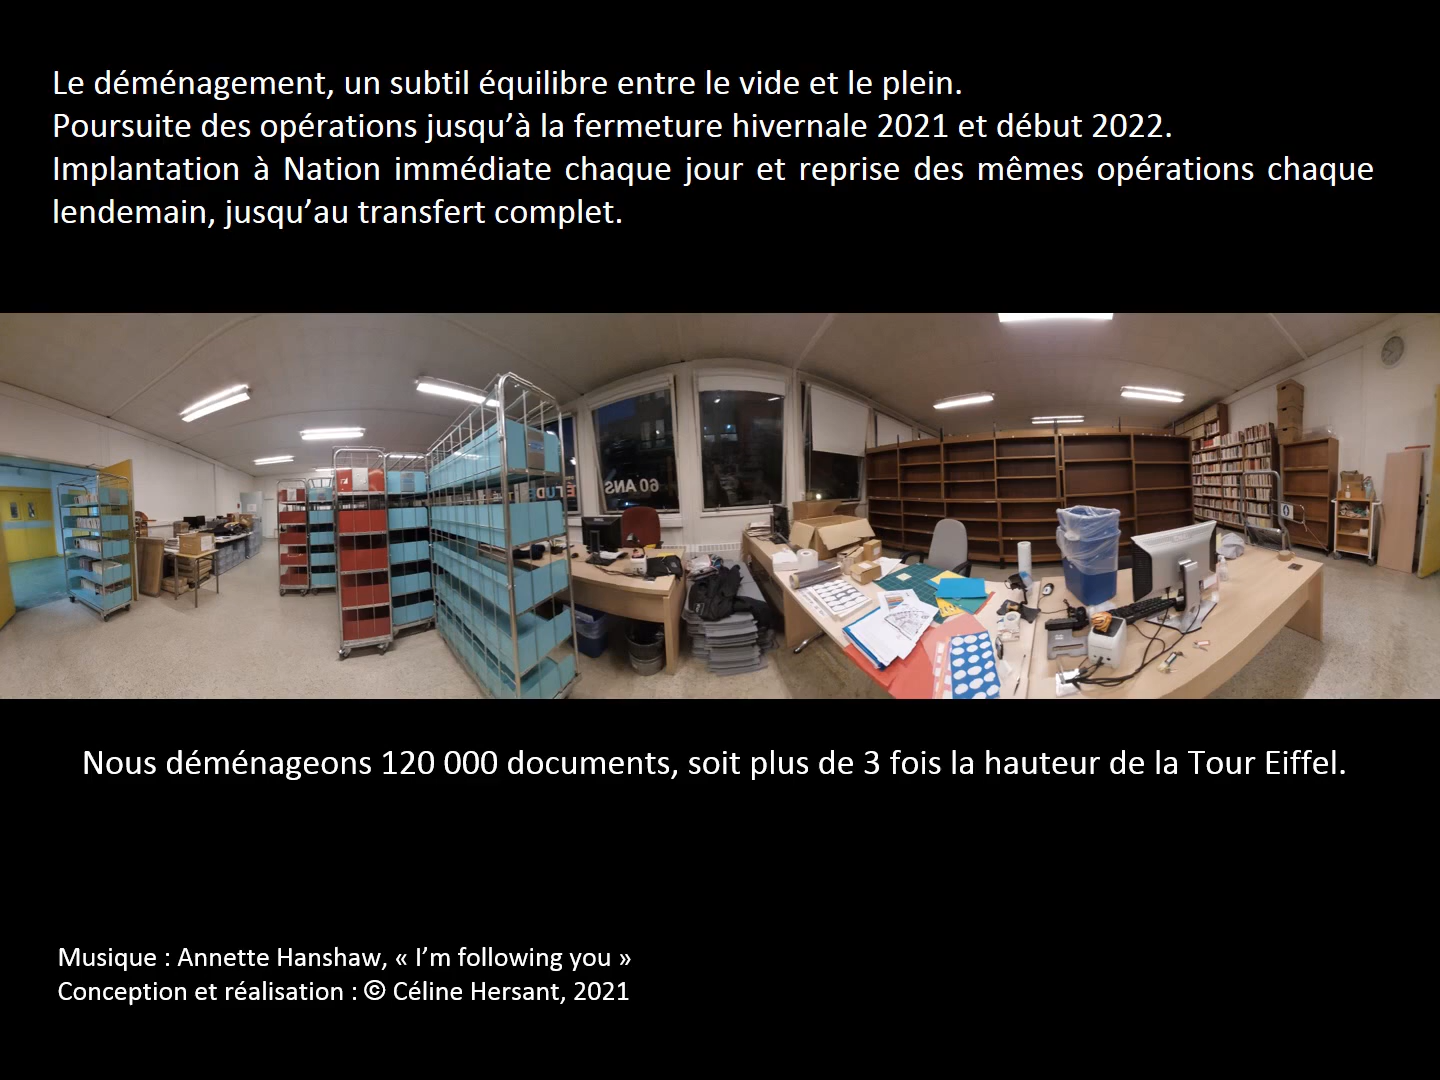 Le déménagement, un subtil équilibre entre le vide et le plein.
Poursuite des opérations jusqu’à la fermeture hivernale 2021 et début 2022.
Implantation à Nation immédiate chaque jour et reprise des mêmes opérations chaque
lendemain, jusqu’au transfert complet.
60 ANS
Nous déménageons 120 000 documents, soit plus de 3 fois la hauteur de la Tour Eiffel.
Musique : Annette Hanshaw, « I’m following you »
Conception et réalisation : © Céline Hersant, 2021